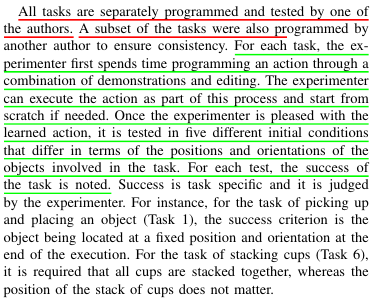 All tasks are separately programmed and tested by one of
the authors. A subset of the tasks were also programmed by
another author to ensure consistency. For each task, the ex-
perimenter first spends time programming an action through a
combination of demonstrations and editing. The experimenter
can execute the action as part of this process and start from
scratch if needed. Once the experimenter is pleased with the
learned action, it is tested in five different initial conditions
that differ in terms of the positions and orientations of the
objects involved in the task. For each test, the success of
the task is noted. Success is task specific and it is judged
by the experimenter. For instance, for the task of picking up
and placing an object (Task 1), the success criterion is the
object being located at a fixed position and orientation at the
end of the execution. For the task of stacking cups (Task 6),
it is required that all cups are stacked together, whereas the
position of the stack of cups does not matter.